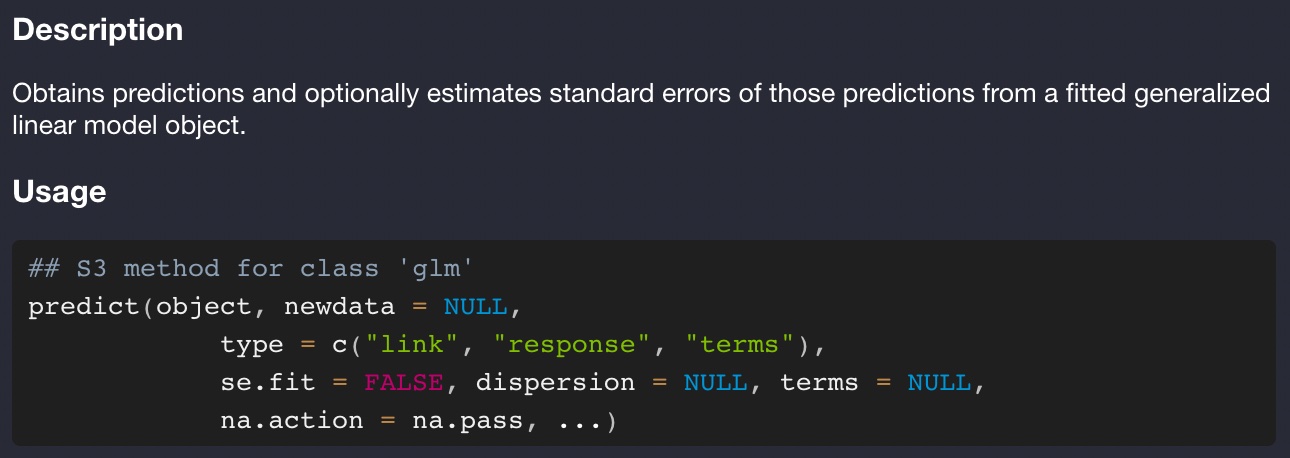 Description
Obtains predictions and optionally estimates standard errors of those predictions from a fitted generalized
linear model object.
Usage
## S3 method for class 'glm'
predict(object, newdata = NULL,
            type = c("link", "response", "terms"),
            se.fit = FALSE, dispersion = NULL, terms = NULL,
            na.action = na.pass, ...)